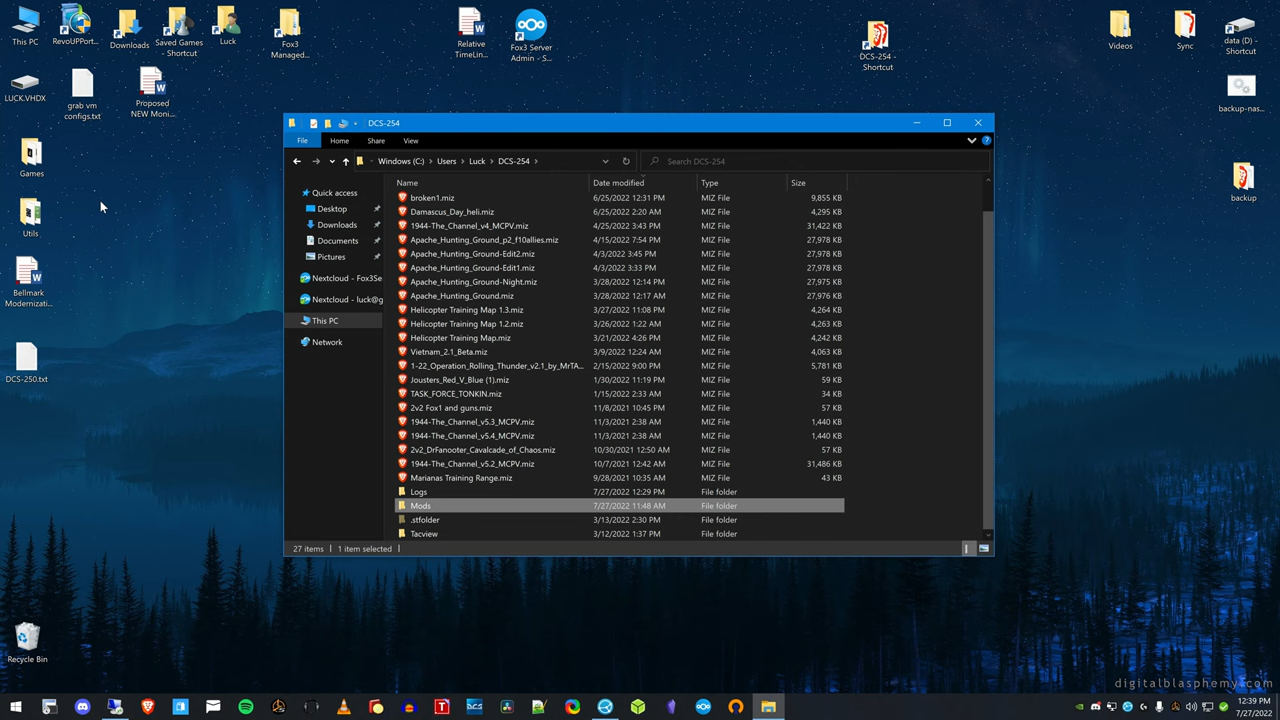 This PC
RevoUPPort...
Downloads
Saved Games
- Shortcut
Luck
Fox3
Managed...
Relative
TimeLin...
Fox3 Server
Admin - S...
DCS-254 -
Shortcut
Videos
Sync
data (D) -
Shortcut
LUCK.VHDX
grab vm
configs.txt
Proposed
NEW Moni...
backup-nas...
Games
backup
Utils
Bellmark
Modernizati...
DCS-250.txt
Recycle Bin
DCS-254
File Home Share View
Windows (C:) > Users > Luck > DCS-254 >
Search DCS-254
Quick access
Desktop
Downloads
Documents
Pictures
Nextcloud - Fox3Se
Nextcloud - luck@g
This PC
Network
Name Date modified Type Size
broken1.miz 6/25/2022 12:31 PM MIZ File 9,855 KB
Damascus_Day_heli.miz 6/25/2022 2:20 AM MIZ File 4,295 KB
1944-The_Channel_v4_MCPV.miz 4/25/2022 3:43 PM MIZ File 31,422 KB
Apache_Hunting_Ground_p2_f10allies.miz 4/15/2022 7:54 PM MIZ File 27,978 KB
Apache_Hunting_Ground-Edit2.miz 4/3/2022 3:45 PM MIZ File 27,978 KB
Apache_Hunting_Ground-Edit1.miz 4/3/2022 3:33 PM MIZ File 27,978 KB
Apache_Hunting_Ground-Night.miz 3/28/2022 12:14 PM MIZ File 27,975 KB
Apache_Hunting_Ground.miz 3/28/2022 12:17 AM MIZ File 27,976 KB
Helicopter Training Map 1.3.miz 3/27/2022 11:08 PM MIZ File 4,264 KB
Helicopter Training Map 1.2.miz 3/26/2022 1:22 AM MIZ File 4,263 KB
Helicopter Training Map.miz 3/21/2022 4:26 PM MIZ File 4,242 KB
Vietnam_2.1_Beta.miz 3/9/2022 12:24 AM MIZ File 4,063 KB
1-22_Operation_Rolling_Thunder_v2.1_by_MrTA... 2/15/2022 9:00 PM MIZ File 5,781 KB
Jousters_Red_V_Blue (1).miz 1/30/2022 11:19 PM MIZ File 59 KB
TASK_FORCE_TONKIN.miz 1/15/2022 2:33 AM MIZ File 34 KB
2v2 Fox1 and guns.miz 11/8/2021 10:45 PM MIZ File 57 KB
1944-The_Channel_v5.3_MCPV.miz 11/3/2021 2:38 AM MIZ File 1,440 KB
1944-The_Channel_v5.4_MCPV.miz 11/3/2021 2:38 AM MIZ File 1,440 KB
2v2_DrFanooter_Cavalcade_of_Chaos.miz 10/30/2021 12:50 AM MIZ File 57 KB
1944-The_Channel_v5.2_MCPV.miz 10/7/2021 12:42 AM MIZ File 31,486 KB
Marianas Training Range.miz 9/28/2021 10:35 AM MIZ File 43 KB
Logs 7/27/2022 12:29 PM File folder
Mods 7/27/2022 11:48 AM File folder
.stfolder 3/13/2022 2:30 PM File folder
Tacview 3/12/2022 1:37 PM File folder
27 items 1 item selected
digitalblasphemy.com
12:39 PM
7/27/2022